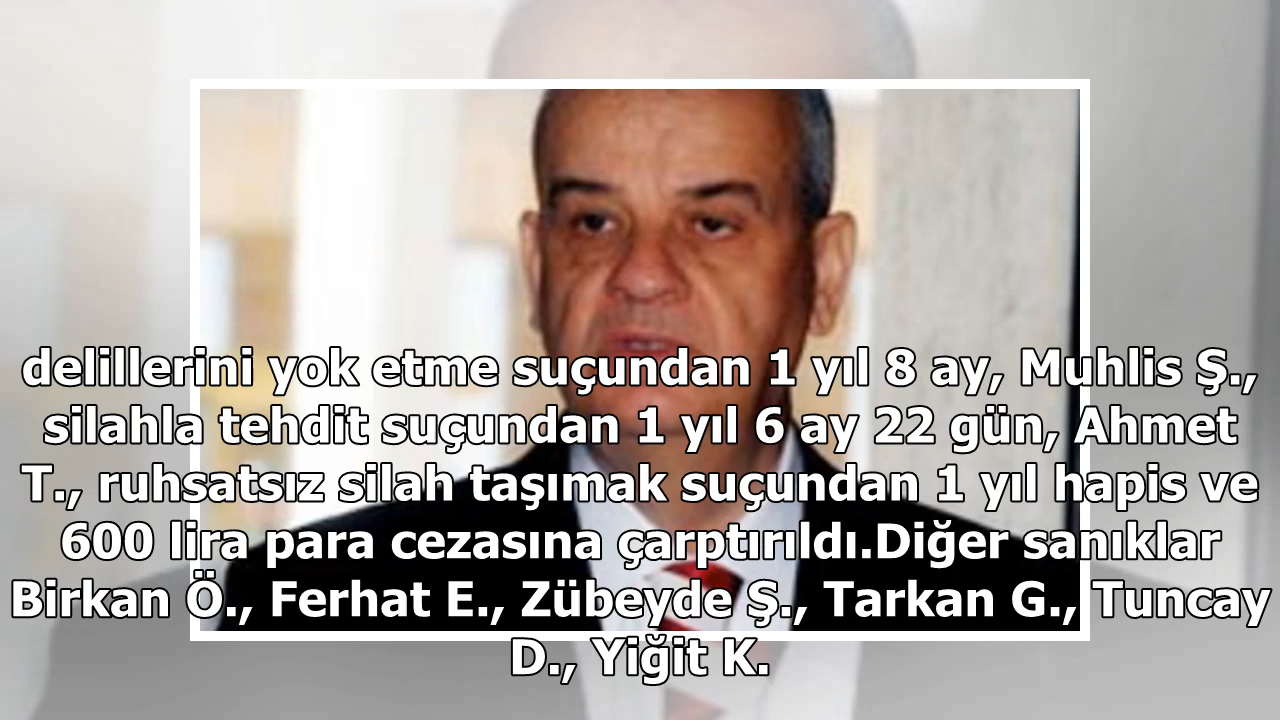 delillerini yok etme suçundan 1 yıl 8 ay, Muhlis Ş.,
silahla tehdit suçundan 1 yıl 6 ay 22 gün, Ahmet
T., ruhsatsız silah taşımak suçundan 1 yıl hapis ve
600 lira para cezasına çarptırıldı.Diğer sanıklar
Birkan Ö., Ferhat E., Zübeyde Ş., Tarkan G., Tuncay
D., Yiğit K.